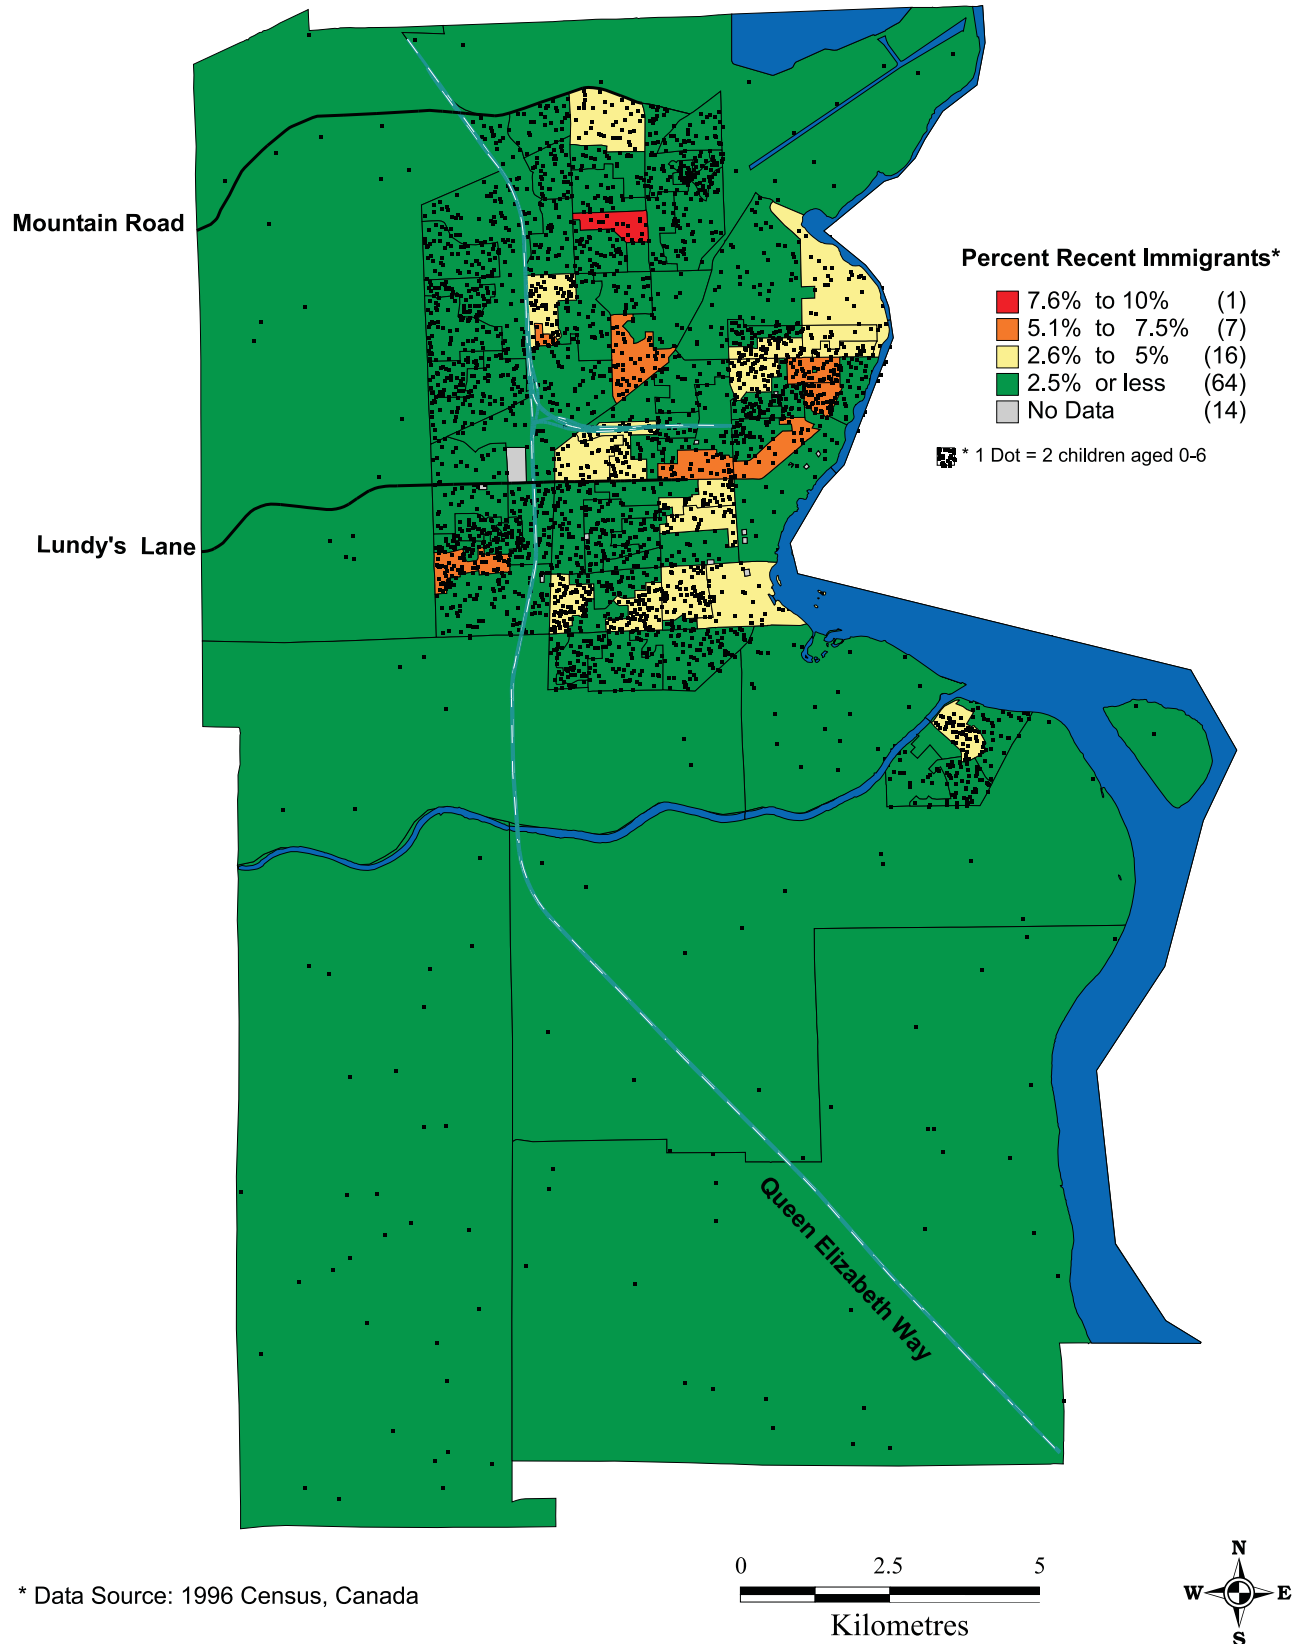 Mountain Road
Percent Recent Immigrants*
7.6% to 10% (1)
5.1% to 7.5% (7)
2.6% to 5% (16)
2.5% or less (64)
No Data (14)
* 1 Dot = 2 children aged 0-6
Lundy's Lane
Queen Elizabeth Way
* Data Source: 1996 Census, Canada
0 2.5 5
Kilometres
N
W E
S